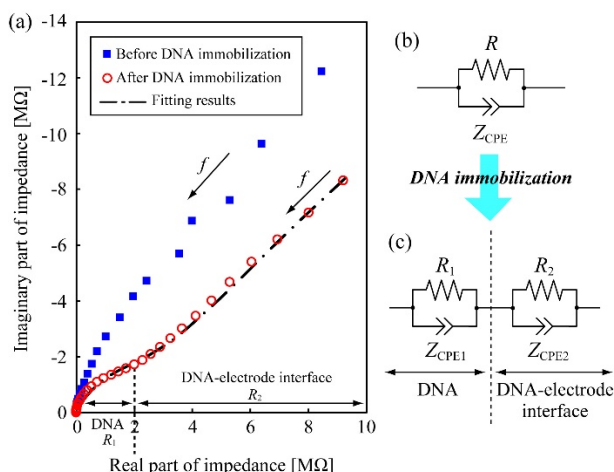 (a)
Imaginary part of impedance [MΩ]
-14
-12
-10
-8
-6
-4
-2
0
Before DNA immobilization
After DNA immobilization
Fitting results
f
f
DNA-electrode interface
R2
DNA
R1
0 2 4 6 8 10
Real part of impedance [MΩ]
(b)
R
ZCPE
DNA immobilization
(c)
R1 R2
ZCPE1 ZCPE2
DNA DNA-electrode
interface